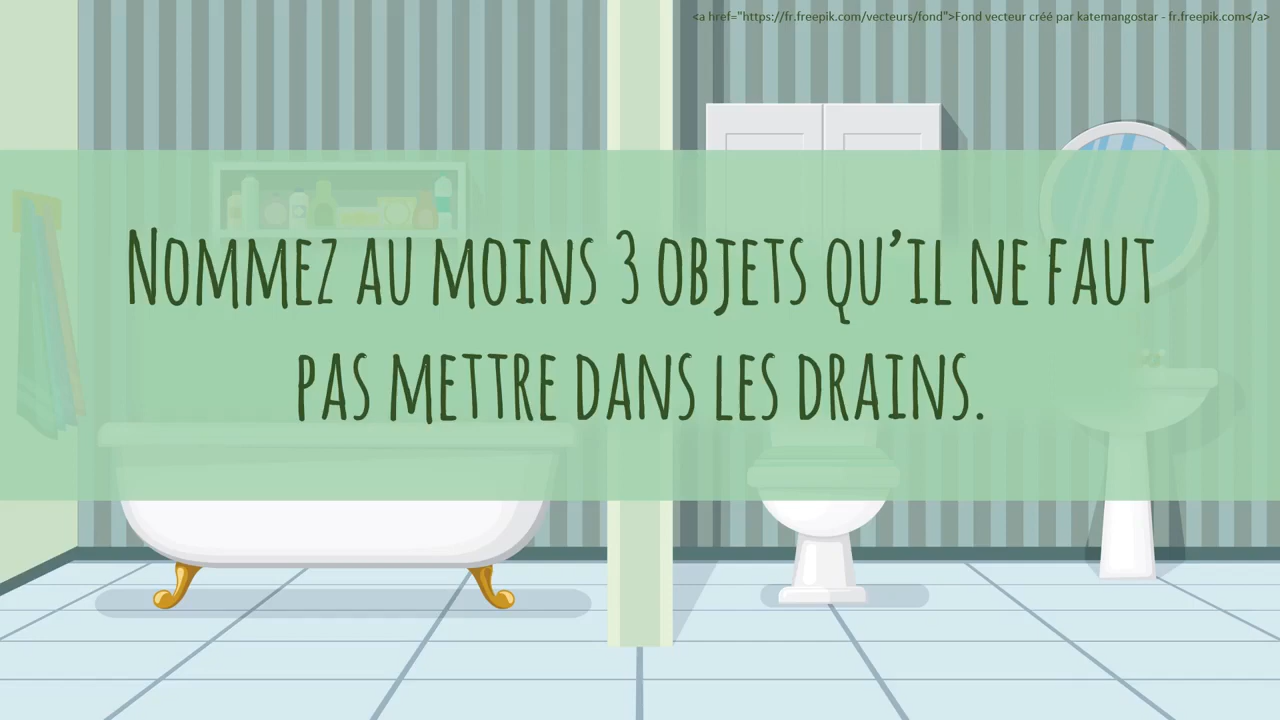 <a href="https://fr.freepik.com/vecteurs/fond">Fond vecteur créé par katemangostar - fr.freepik.com</a>
Nommez au moins 3 objets qu’il ne faut
pas mettre dans les drains.